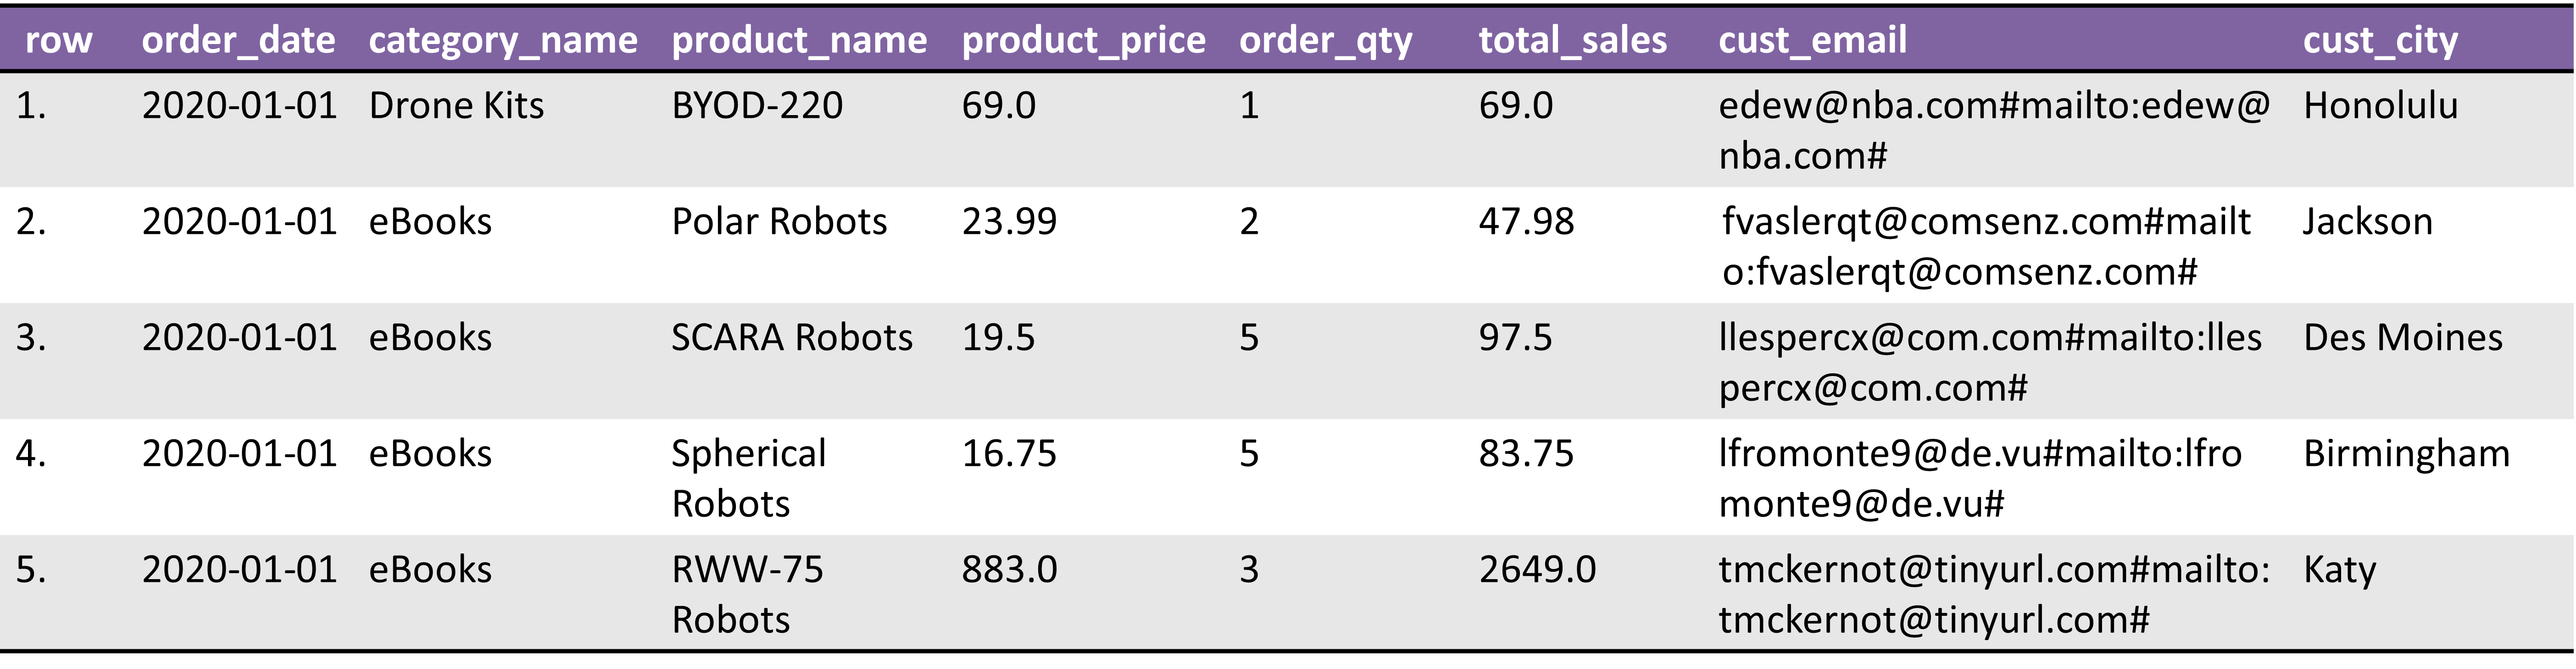 row order_date category_name product_name product_price order_qty total_sales cust_email cust_city
1. 2020-01-01 Drone Kits BYOD-220 69.0 1 69.0 edew@nba.com#mailto:edew@ Honolulu
nba.com#
2. 2020-01-01 eBooks Polar Robots 23.99 2 47.98 fvaslerqt@comsenz.com#mailt Jackson
o:fvaslerqt@comsenz.com#
3. 2020-01-01 eBooks SCARA Robots 19.5 5 97.5 llespercx@com.com#mailto:lles Des Moines
percx@com.com#
4. 2020-01-01 eBooks Spherical 16.75 5 83.75 lfromonte9@de.vu#mailto:lfro Birmingham
Robots monte9@de.vu#
5. 2020-01-01 eBooks RWW-75 883.0 3 2649.0 tmckernot@tinyurl.com#mailto: Katy
Robots tmckernot@tinyurl.com#